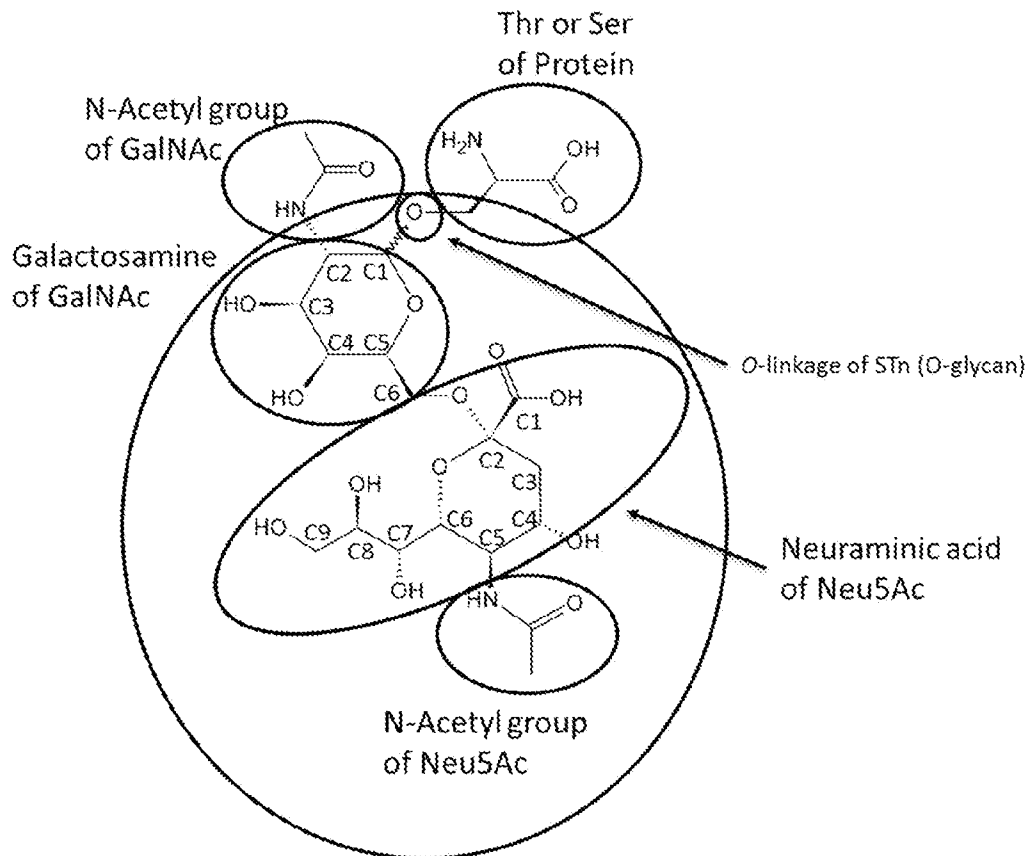 Thr or Ser
of Protein
N-Acetyl group
of GalNAc
H₂N
OH
O
O
HN
O
Galactosamine
of GalNAc
C2 C1
HO
C3
O
C4 C5
HO
C6
O
O
OH
C1
O-linkage of STn (O-glycan)
C2
O
C3
OH
HO
C9
C8
C7
C6
C5
C4
OH
OH
HN
O
Neuraminic acid
of Neu5Ac
N-Acetyl group
of Neu5Ac